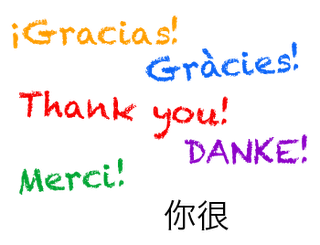 ¡Gracias!
Gràcies!
Thank you!
DANKE!
Merci!
你很